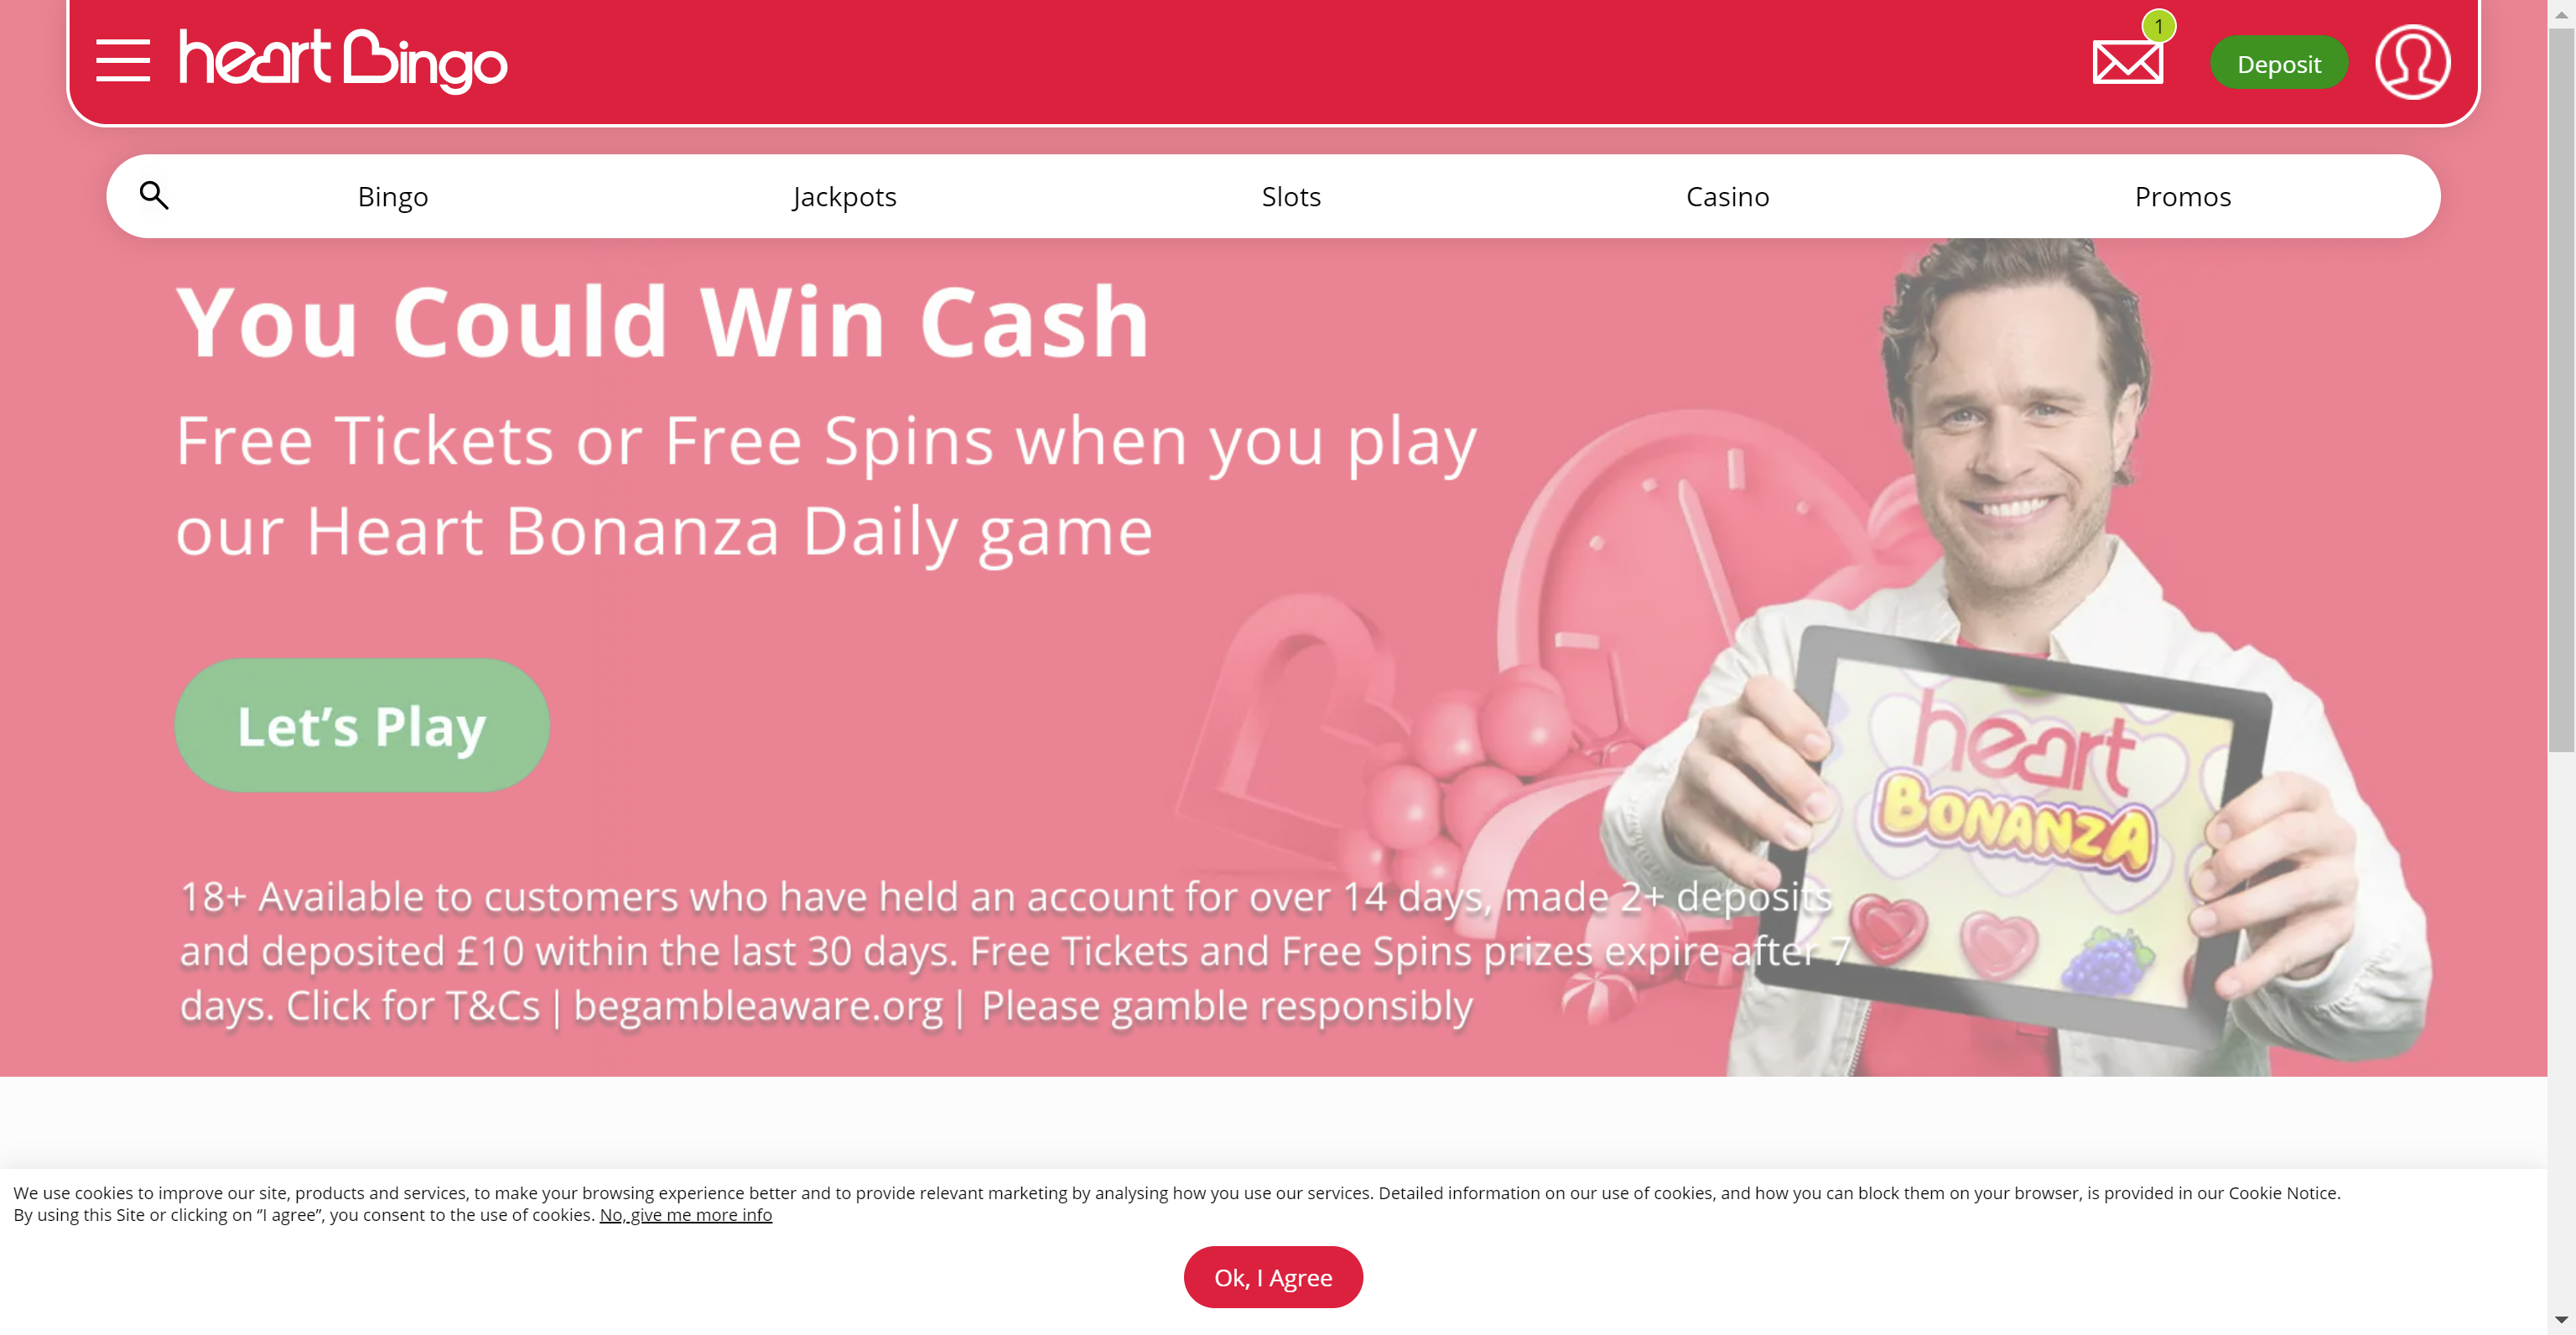 heart Bingo
1
Deposit
Bingo
Jackpots
Slots
Casino
Promos
You Could Win Cash
Free Tickets or Free Spins when you play
our Heart Bonanza Daily game
Let’s Play
heart
BONANZA
18+ Available to customers who have held an account for over 14 days, made 2+ deposits
and deposited £10 within the last 30 days. Free Tickets and Free Spins prizes expire after 7
days. Click for T&Cs | begambleaware.org | Please gamble responsibly
We use cookies to improve our site, products and services, to make your browsing experience better and to provide relevant marketing by analysing how you use our services. Detailed information on our use of cookies, and how you can block them on your browser, is provided in our Cookie Notice.
By using this Site or clicking on “I agree”, you consent to the use of cookies. No, give me more info
Ok, I Agree